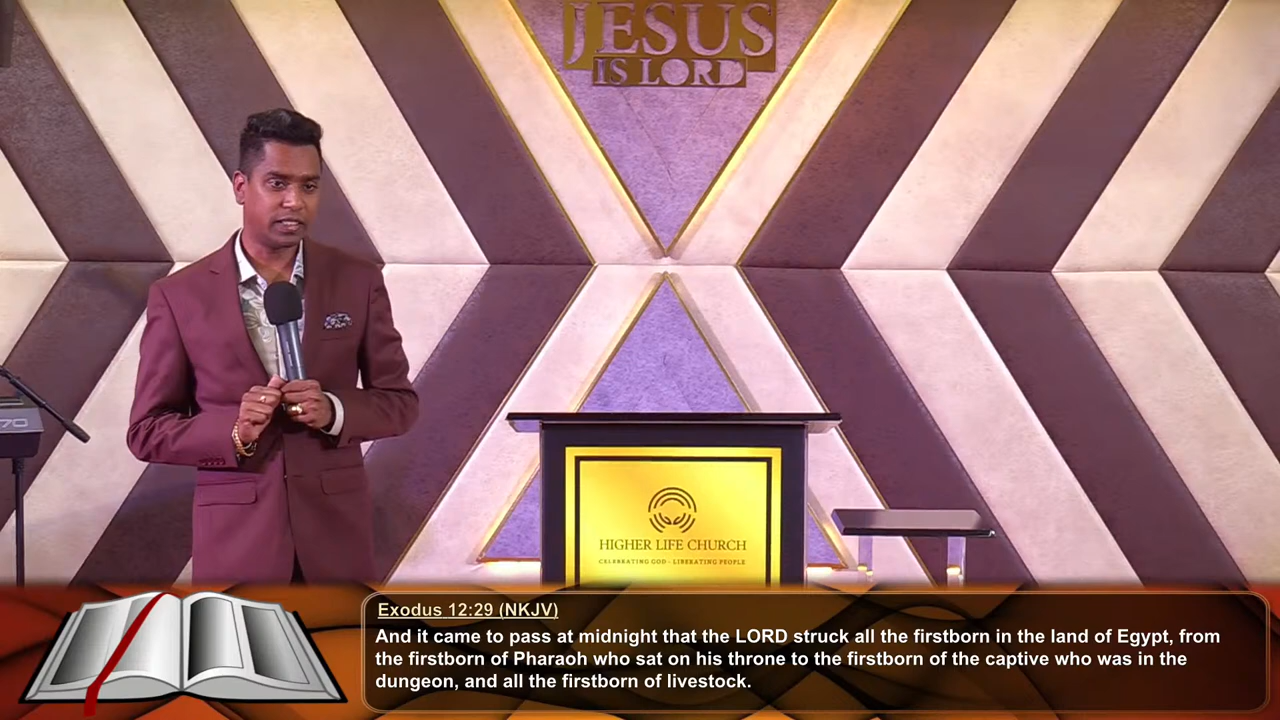 JESUS
IS LORD
70
HIGHER LIFE CHURCH
CELEBRATING GOD - LIBERATING PEOPLE
Exodus 12:29 (NKJV)
And it came to pass at midnight that the LORD struck all the firstborn in the land of Egypt, from
the firstborn of Pharaoh who sat on his throne to the firstborn of the captive who was in the
dungeon, and all the firstborn of livestock.